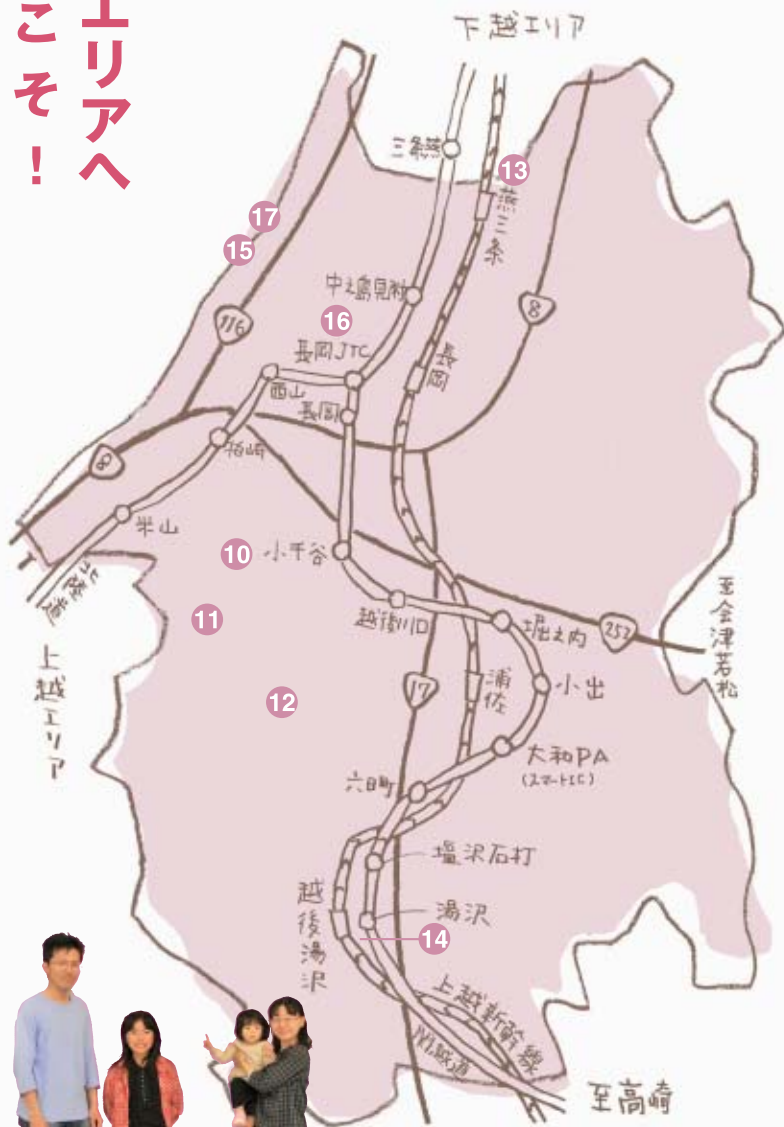 エリアへ
こそ！
下越エリア
三条燕
13
燕三条
17
15
中之島見附
8
116
16
長岡JTC
長岡
西山
長岡
柏崎
8
米山
10
小千谷
北陸道
11
越後川口
堀之内
252
至会津若松
上越エリア
12
17
浦佐
小出
大和PA
(スマートIC)
六日町
塩沢石打
越後湯沢
湯沢
14
上越新幹線
関越道
至高崎